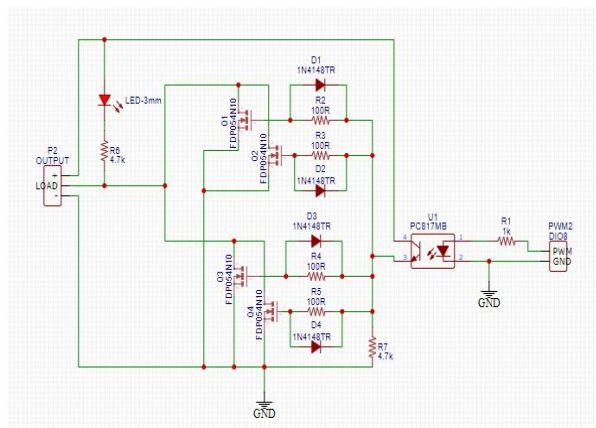 D1
1N4148TR
R2
100R
R3
100R
D2
1N4148TR
Q1
FDP054N10
Q2
FDP054N10
LED-3mm
R6
4.7k
P2
OUTPUT
+
LOAD
-
D3
1N4148TR
R4
100R
R5
100R
D4
1N4148TR
Q3
FDP054N10
Q4
FDP054N10
R7
4.7k
U1
PC817MB
4
3
1
2
R1
1k
PWM2
DIO8
PWM
GND
GND
GND